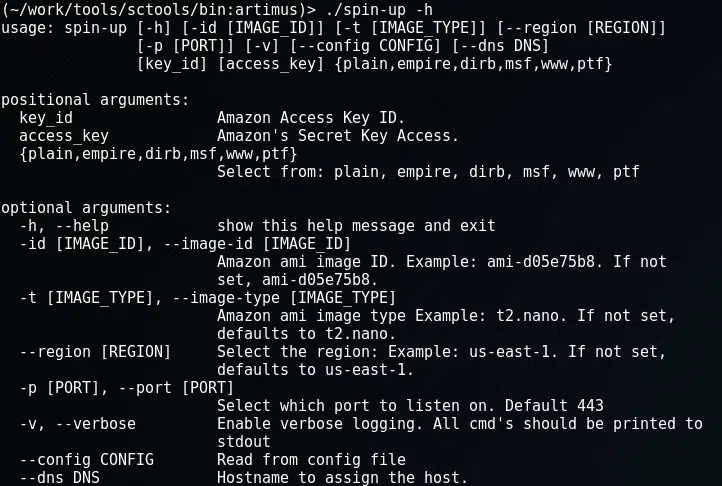 (~/work/tools/sctools/bin:artimus)> ./spin-up -h
usage: spin-up [-h] [-id [IMAGE_ID]] [-t [IMAGE_TYPE]] [--region [REGION]]
               [-p [PORT]] [-v] [--config CONFIG] [--dns DNS]
               [key_id] [access_key] {plain,empire,dirb,msf,www,ptf}

positional arguments:
  key_id                Amazon Access Key ID.
  access_key            Amazon's Secret Key Access.
  {plain,empire,dirb,msf,www,ptf}
                        Select from: plain, empire, dirb, msf, www, ptf

optional arguments:
  -h, --help            show this help message and exit
  -id [IMAGE_ID], --image-id [IMAGE_ID]
                        Amazon ami image ID. Example: ami-d05e75b8. If not
                        set, ami-d05e75b8.
  -t [IMAGE_TYPE], --image-type [IMAGE_TYPE]
                        Amazon ami image type Example: t2.nano. If not set,
                        defaults to t2.nano.
  --region [REGION]     Select the region: Example: us-east-1. If not set,
                        defaults to us-east-1.
  -p [PORT], --port [PORT]
                        Select which port to listen on. Default 443
  -v, --verbose         Enable verbose logging. All cmd's should be printed to
                        stdout
  --config CONFIG       Read from config file
  --dns DNS             Hostname to assign the host.